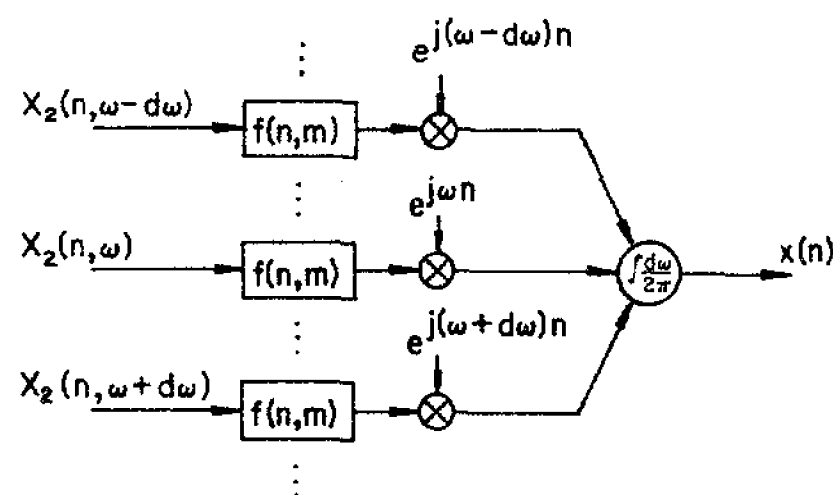 e^{j(ω-dω)n}
X₂(n,ω-dω)
f(n,m)
e^{jωn}
X₂(n,ω)
f(n,m)
∫dω/2π
x(n)
e^{j(ω+dω)n}
X₂(n,ω+dω)
f(n,m)